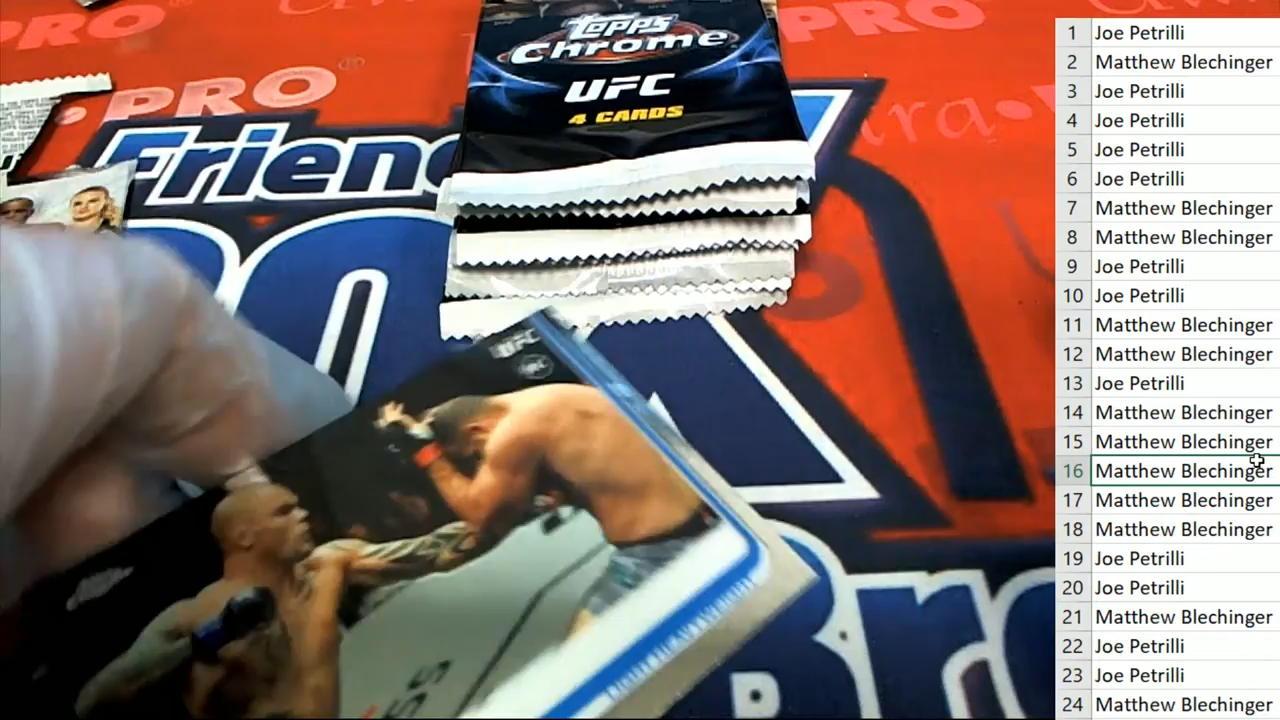 PRO
PRO
PRO
Topps
Chrome
UFC
4 CARDS
UFC
LIGHT HEAVYWEIGHT
1 Joe Petrilli
2 Matthew Blechinger
3 Joe Petrilli
4 Joe Petrilli
5 Joe Petrilli
6 Joe Petrilli
7 Matthew Blechinger
8 Matthew Blechinger
9 Joe Petrilli
10 Joe Petrilli
11 Matthew Blechinger
12 Matthew Blechinger
13 Joe Petrilli
14 Matthew Blechinger
15 Matthew Blechinger
16 Matthew Blechinger
17 Matthew Blechinger
18 Matthew Blechinger
19 Joe Petrilli
20 Joe Petrilli
21 Matthew Blechinger
22 Joe Petrilli
23 Joe Petrilli
24 Matthew Blechinger